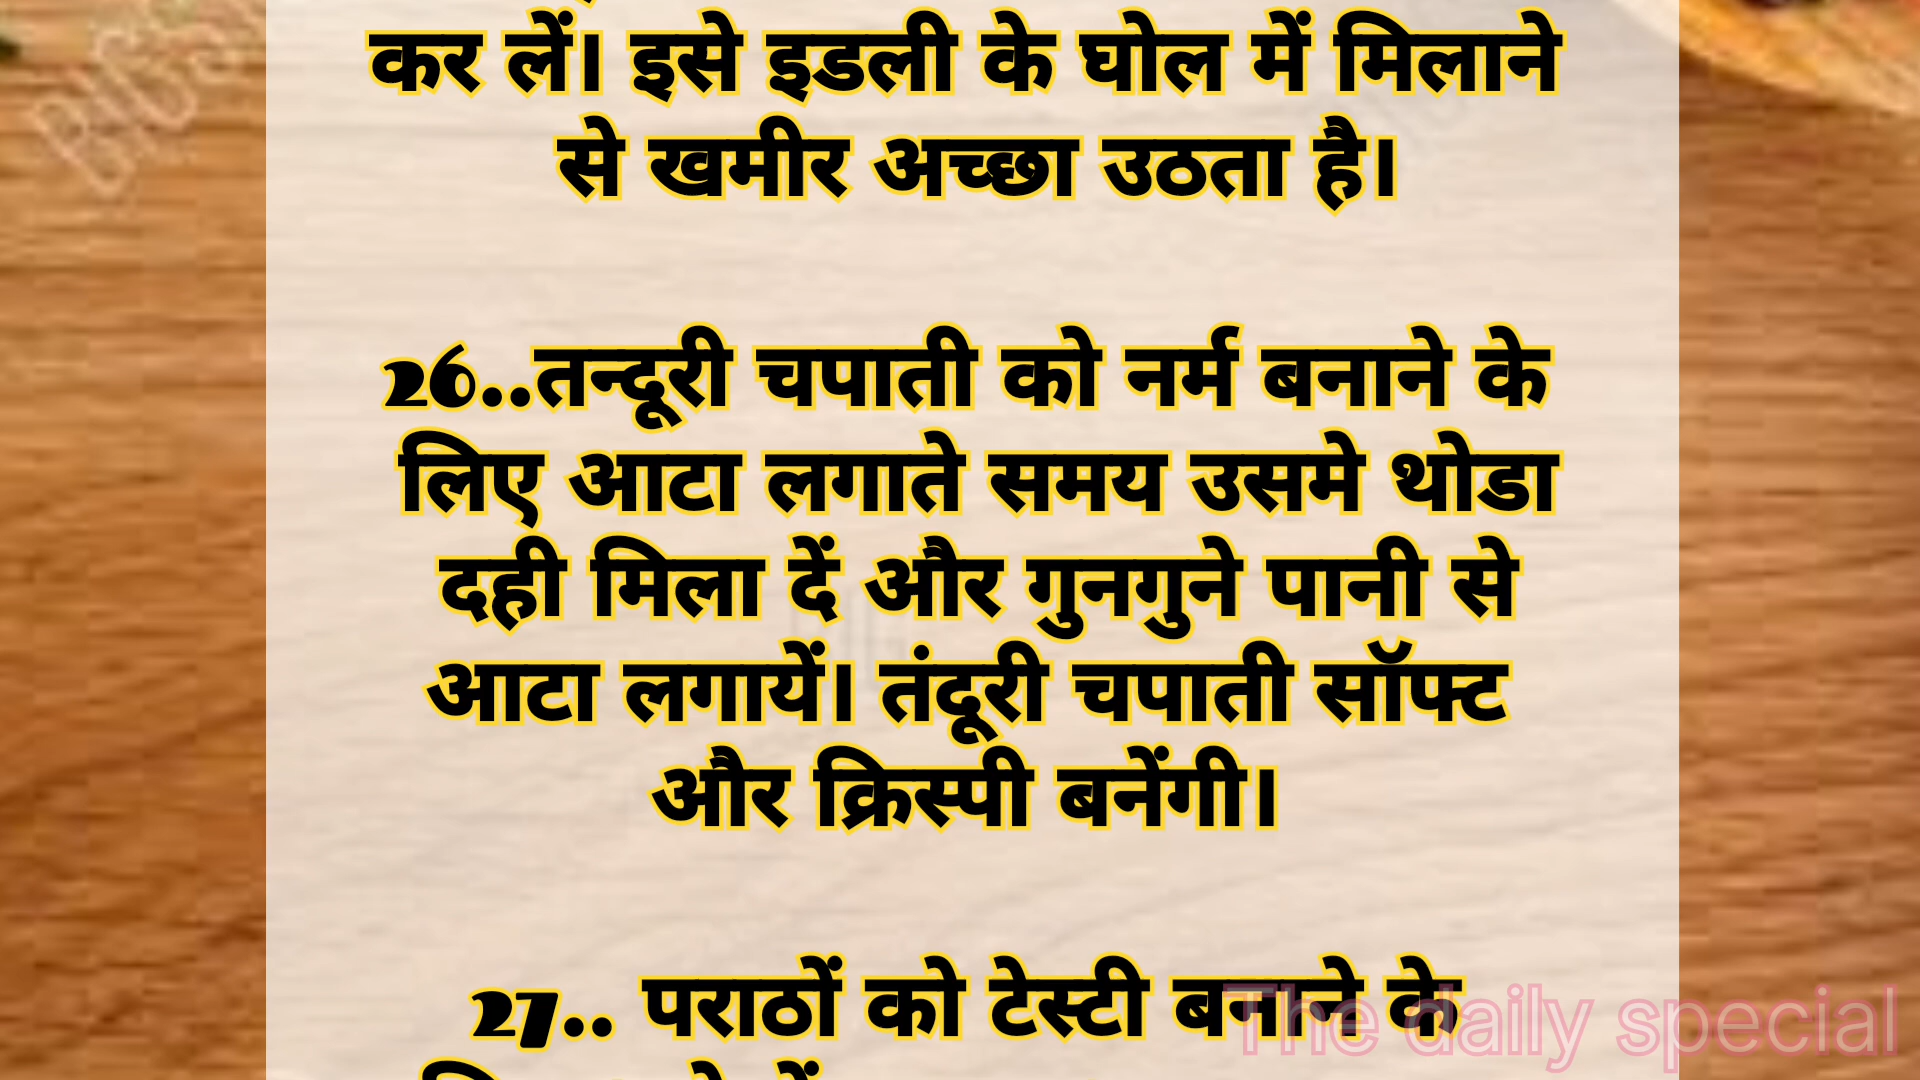 कर लें। इसे इडली के घोल में मिलाने
से खमीर अच्छा उठता है।
26..तन्दूरी चपाती को नर्म बनाने के
लिए आटा लगाते समय उसमे थोडा
दही मिला दें और गुनगुने पानी से
आटा लगायें। तंदूरी चपाती सॉफ्ट
और क्रिस्पी बनेंगी।
27.. पराठों को टेस्टी बनाने के
The daily special